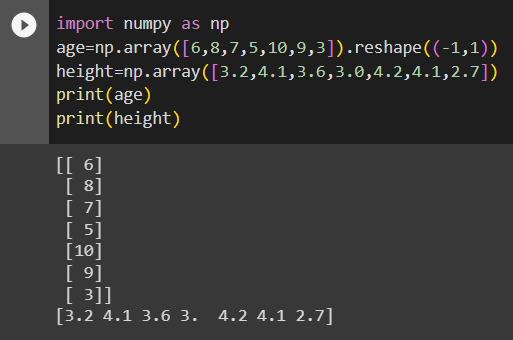 import numpy as np
age=np.array([6,8,7,5,10,9,3]).reshape((-1,1))
height=np.array([3.2,4.1,3.6,3.0,4.2,4.1,2.7])
print(age)
print(height)
[[ 6]
 [ 8]
 [ 7]
 [ 5]
 [10]
 [ 9]
 [ 3]]
[3.2 4.1 3.6 3.  4.2 4.1 2.7]